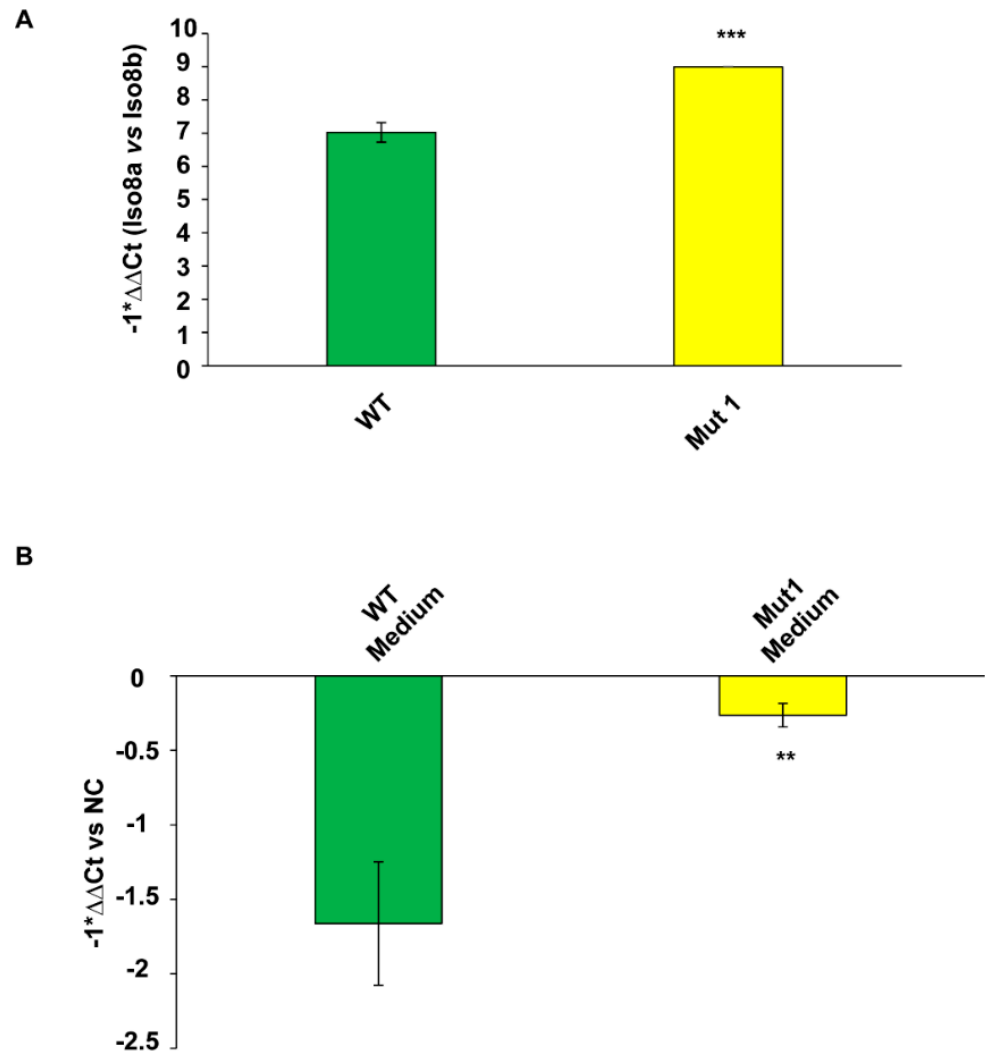 A
-1*ΔΔCt (Iso8a vs Iso8b)
10
9
8
7
6
5
4
3
2
1
0
***
WT
Mut 1
B
WT
Medium
Mut1
Medium
-1*ΔΔCt vs NC
0
-0.5
-1
-1.5
-2
-2.5
**